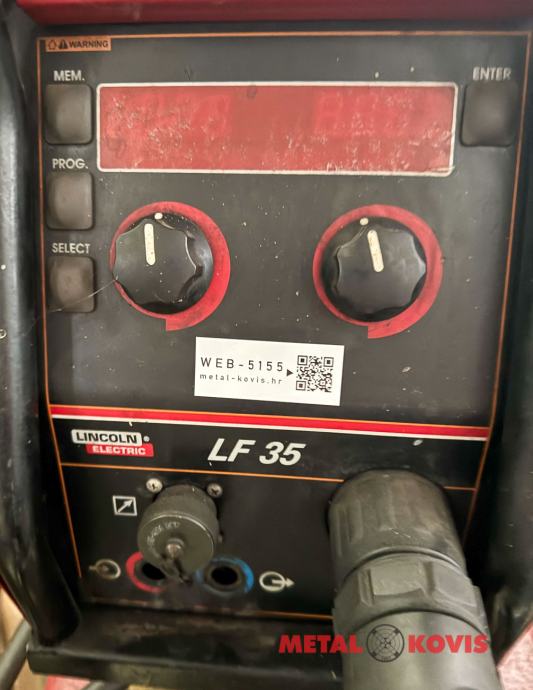 WARNING
MEM.
ENTER
PROG.
SELECT
WEB-5155
metal-kovis.hr
LINCOLN ®
ELECTRIC
LF 35
METAL KOVIS